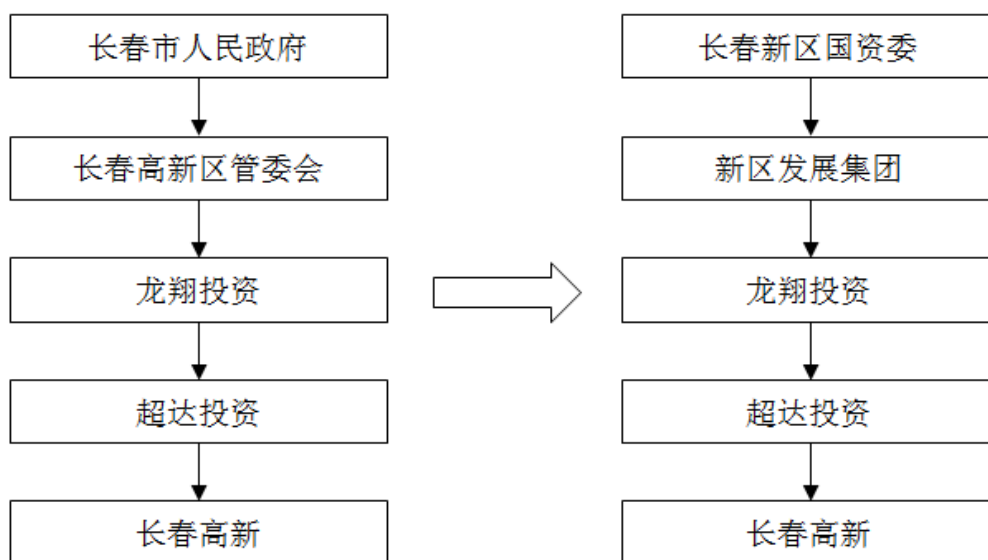 长春市人民政府
长春高新区管委会
龙翔投资
超达投资
长春高新
长春新区国资委
新区发展集团
龙翔投资
超达投资
长春高新